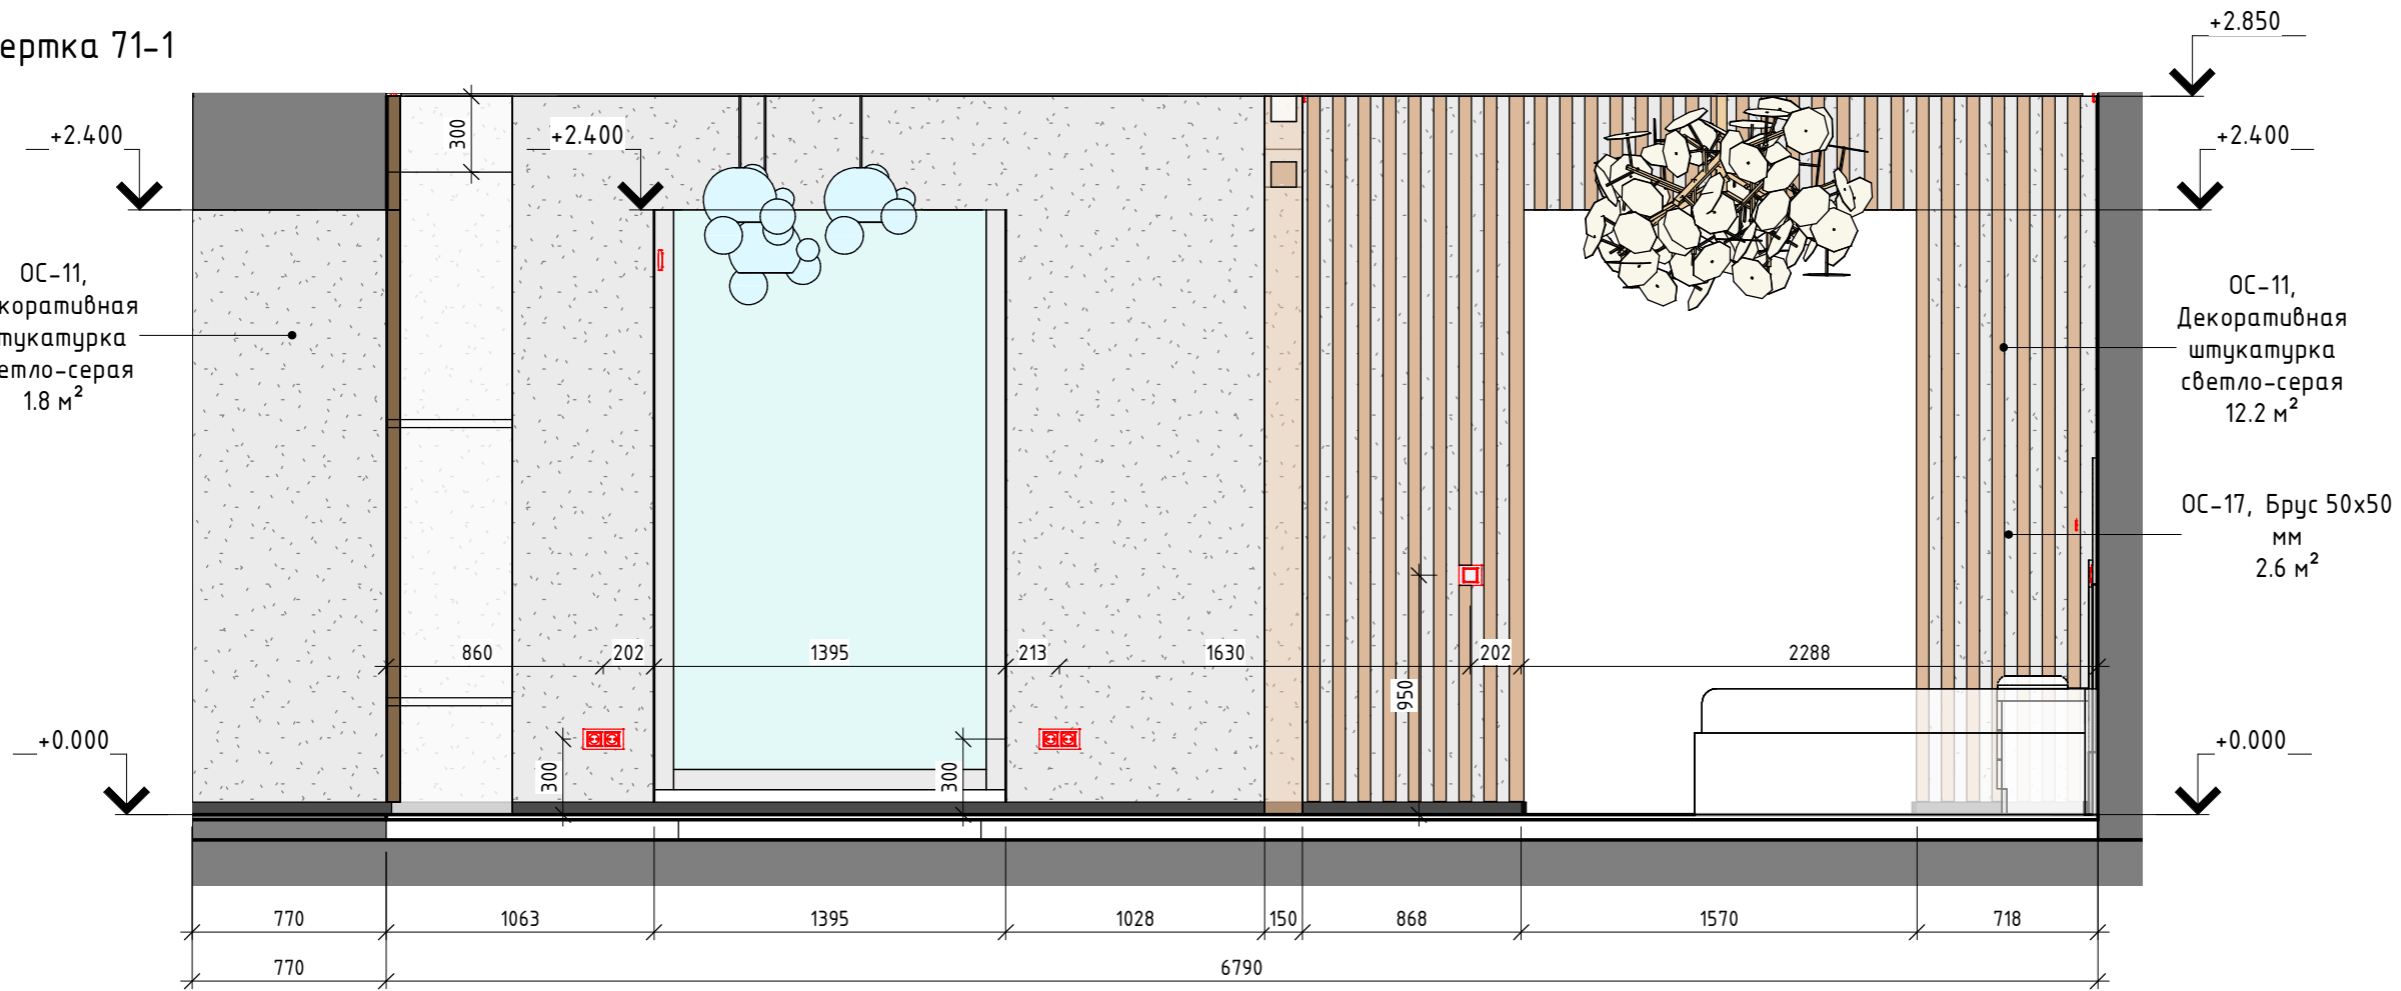 ертка 71-1
+2.850
+2.400
+2.400
+2.400
300
ОС-11,
коративная
тукатурка
етло-серая
1.8 м²
ОС-11,
Декоративная
штукатурка
светло-серая
12.2 м²
ОС-17, Брус 50х50
мм
2.6 м²
860
202
1395
213
1630
202
2288
950
+0.000
300
300
+0.000
770
1063
1395
1028
150
868
1570
718
770
6790